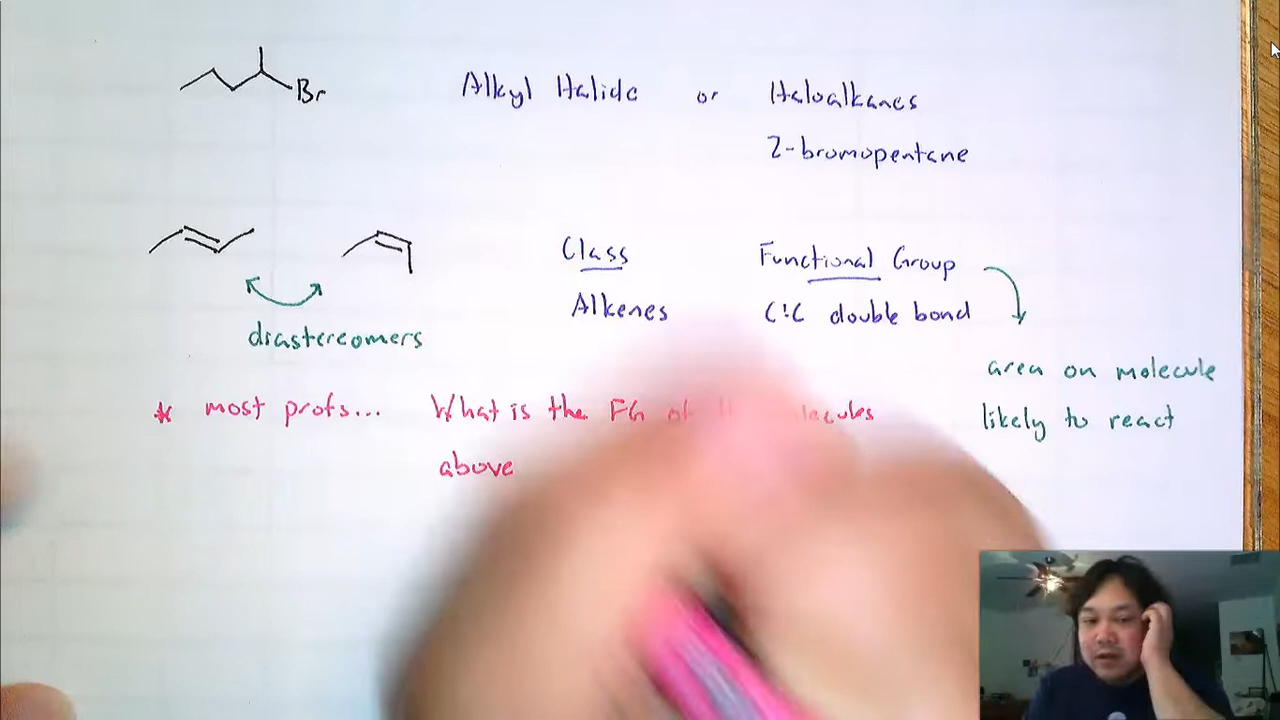 Br Alkyl Halide or Haloalkanes
2-bromopentane
Class Functional Group
Alkenes C!C double bond
diastereomers
area on molecule
* most profs... What is the FG of
likely to react
above